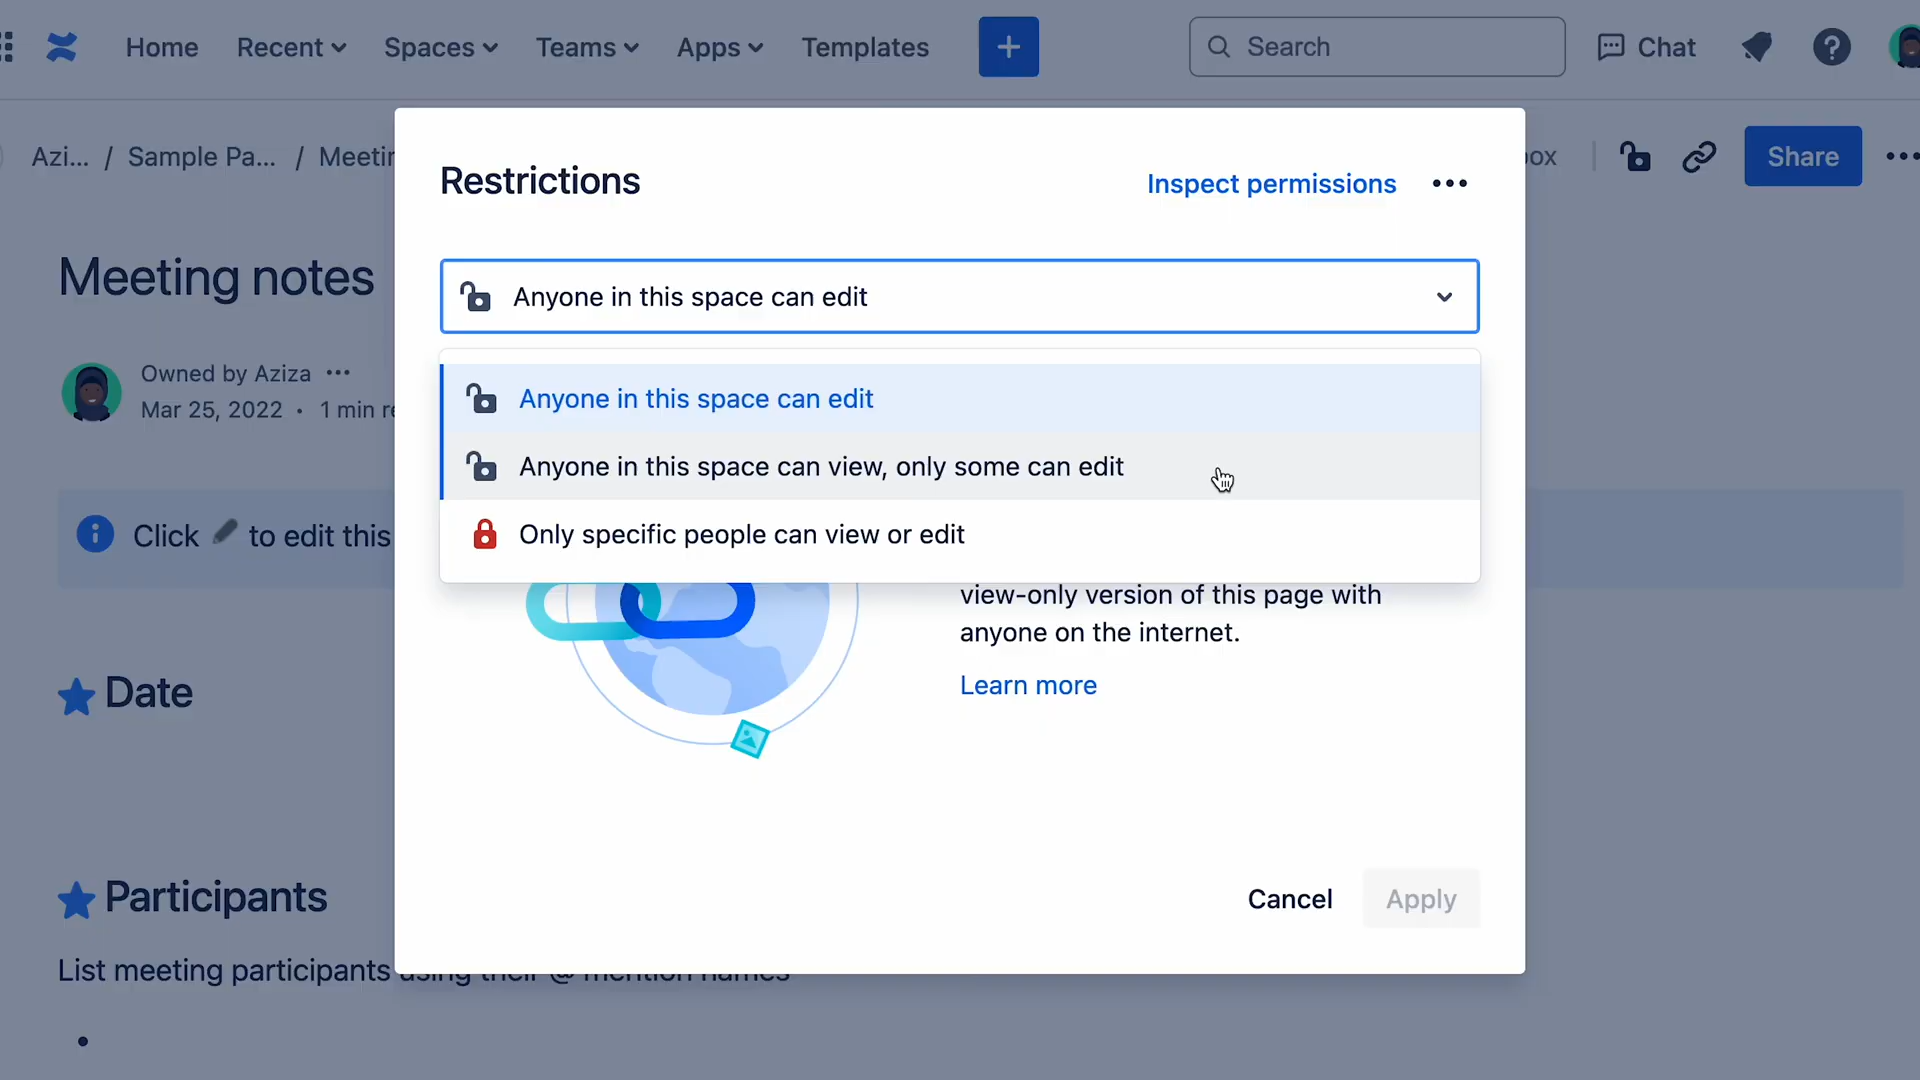 Home Recent Spaces Teams Apps Templates Search Chat
Azi... / Sample Pa... / Share
Restrictions Inspect permissions
Anyone in this space can edit
Anyone in this space can edit
Anyone in this space can view, only some can edit
Only specific people can view or edit
view-only version of this page with
anyone on the internet.
Learn more
Cancel Apply
Meeting notes
Owned by Aziza
Mar 25, 2022 • 1 min
Click to edit this
Date
Participants
List meeting participants using their @ mention names